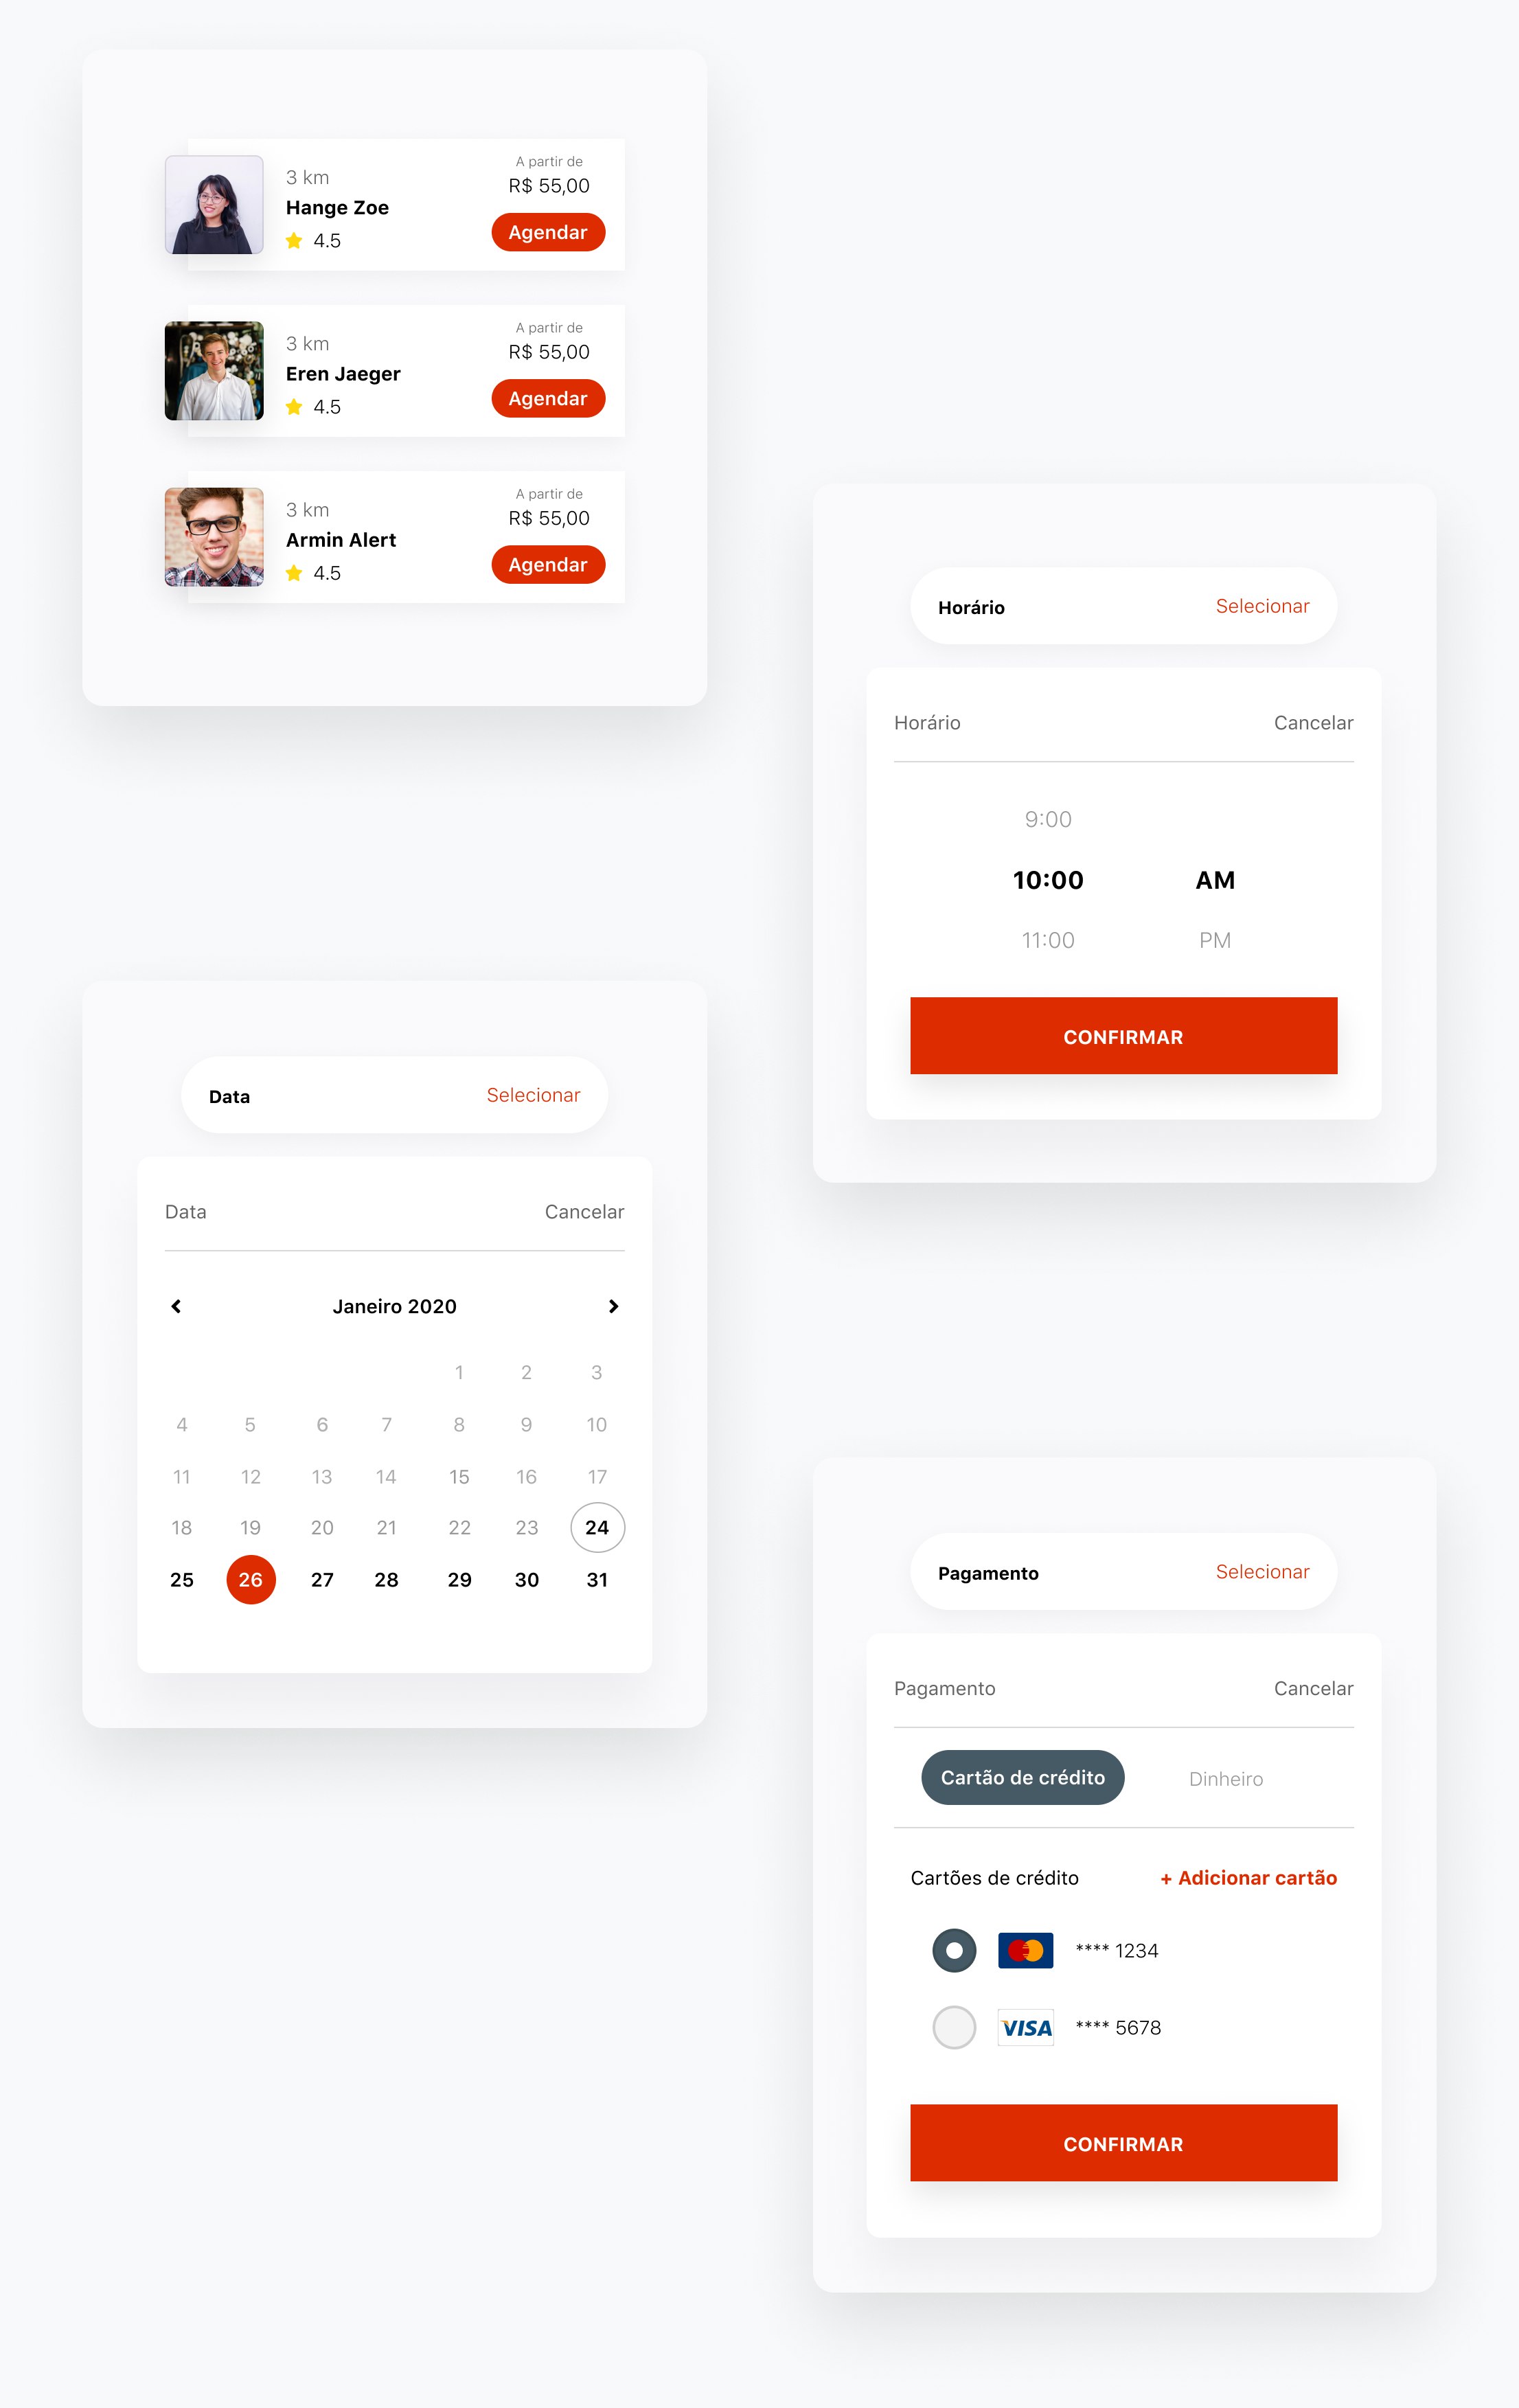 3 km
Hange Zoe
4.5
A partir de
R$ 55,00
Agendar
3 km
Eren Jaeger
4.5
A partir de
R$ 55,00
Agendar
3 km
Armin Alert
4.5
A partir de
R$ 55,00
Agendar
Horário Selecionar
Horário Cancelar
9:00
10:00 AM
11:00 PM
CONFIRMAR
Data Selecionar
Data Cancelar
Janeiro 2020
1 2 3
4 5 6 7 8 9 10
11 12 13 14 15 16 17
18 19 20 21 22 23 24
25 26 27 28 29 30 31
Pagamento Selecionar
Pagamento Cancelar
Cartão de crédito Dinheiro
Cartões de crédito + Adicionar cartão
**** 1234
VISA **** 5678
CONFIRMAR